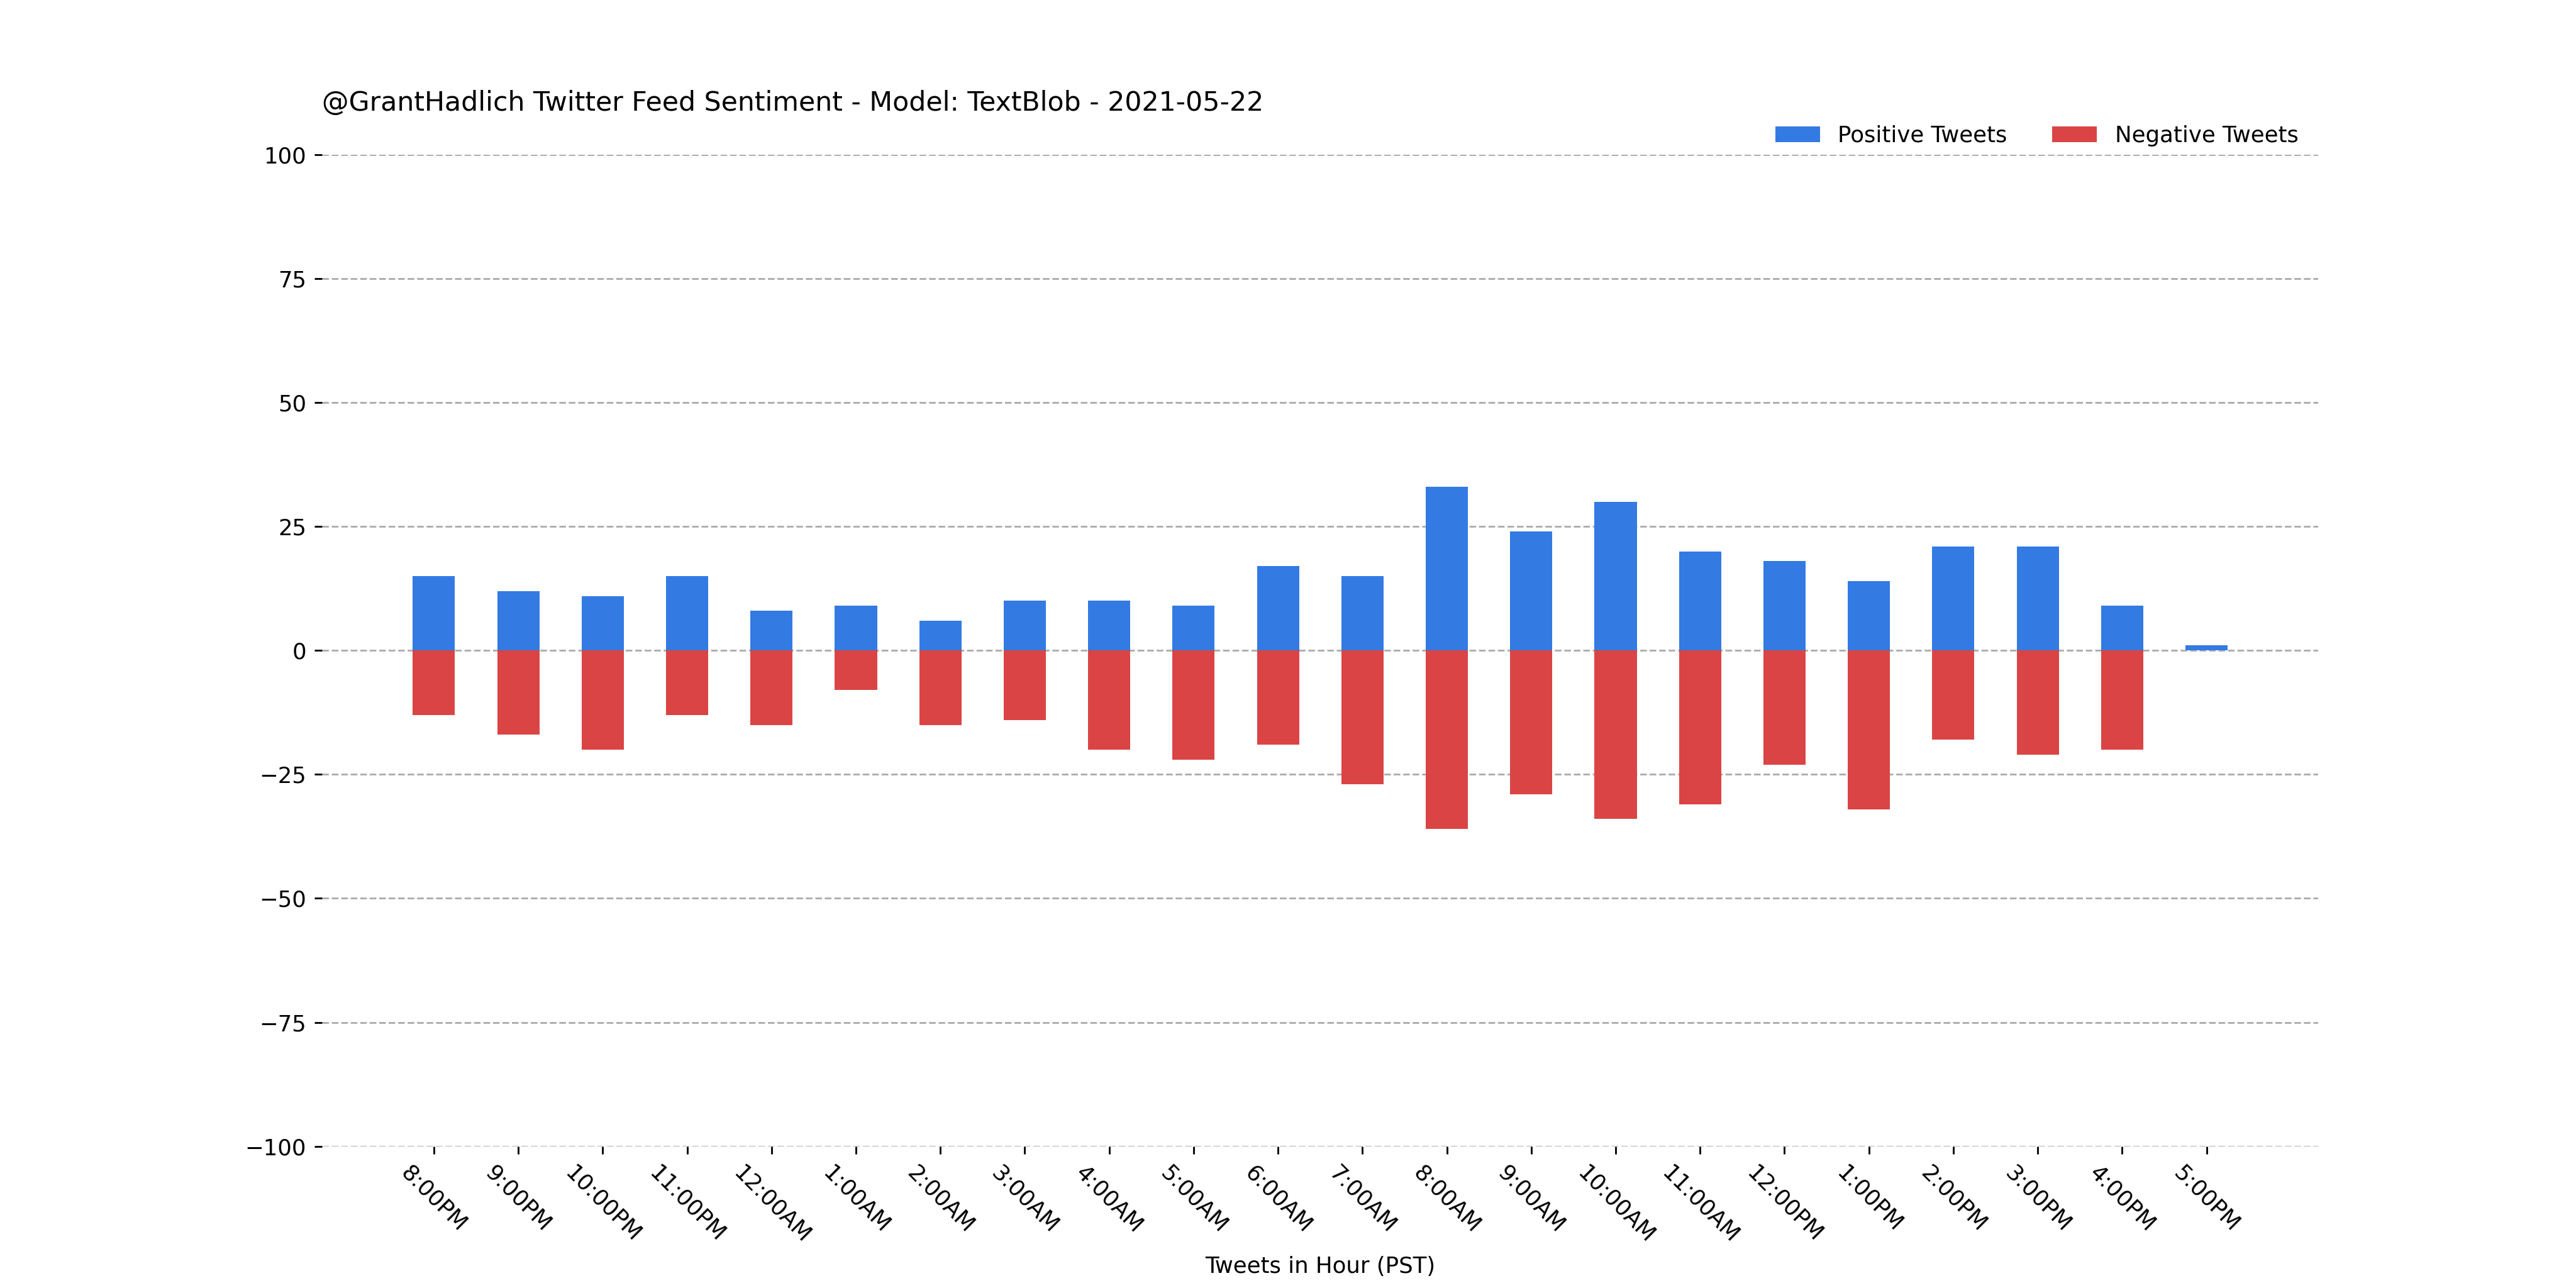 @GrantHadlich Twitter Feed Sentiment - Model: TextBlob - 2021-05-22
Positive Tweets
Negative Tweets
100
75
50
25
0
−25
−50
−75
−100
8:00PM
9:00PM
10:00PM
11:00PM
12:00AM
1:00AM
2:00AM
3:00AM
4:00AM
5:00AM
6:00AM
7:00AM
8:00AM
9:00AM
10:00AM
11:00AM
12:00PM
1:00PM
2:00PM
3:00PM
4:00PM
5:00PM
Tweets in Hour (PST)